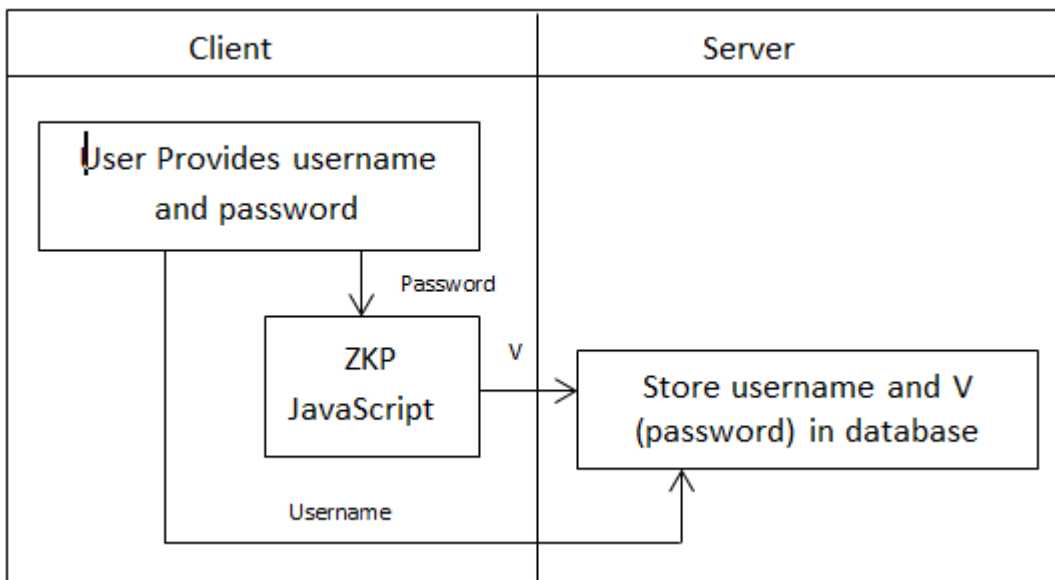 Client
Server
User Provides username
and password
Password
ZKP
JavaScript
V
Store username and V
(password) in database
Username